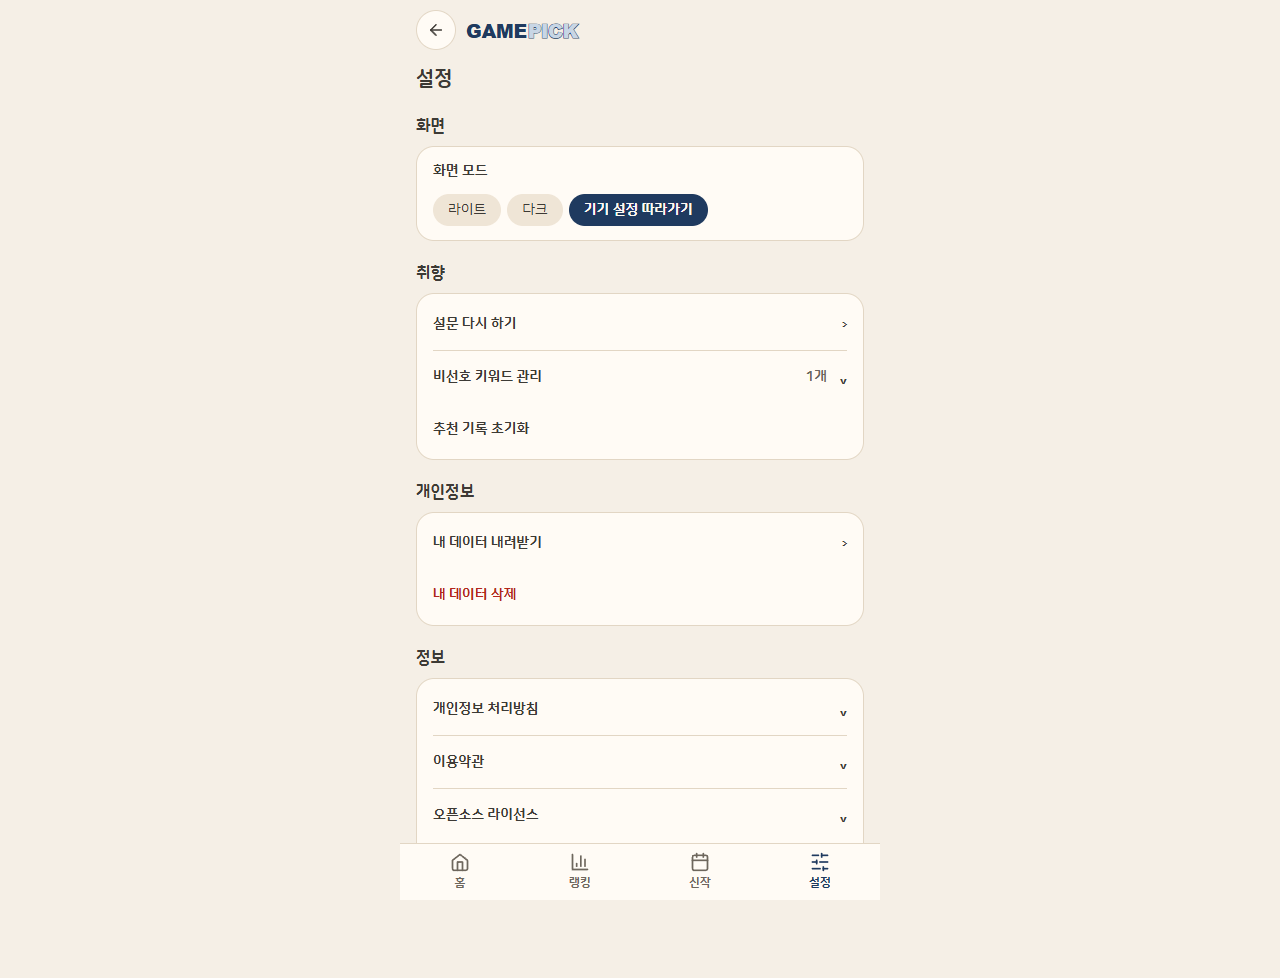 GAMEPICK
설정
화면
화면 모드
라이트 다크 기기 설정 따라가기
취향
설문 다시 하기 >
비선호 키워드 관리 1개 v
추천 기록 초기화
개인정보
내 데이터 내려받기 >
내 데이터 삭제
정보
개인정보 처리방침 v
이용약관 v
오픈소스 라이선스 v
홈 랭킹 신작 설정